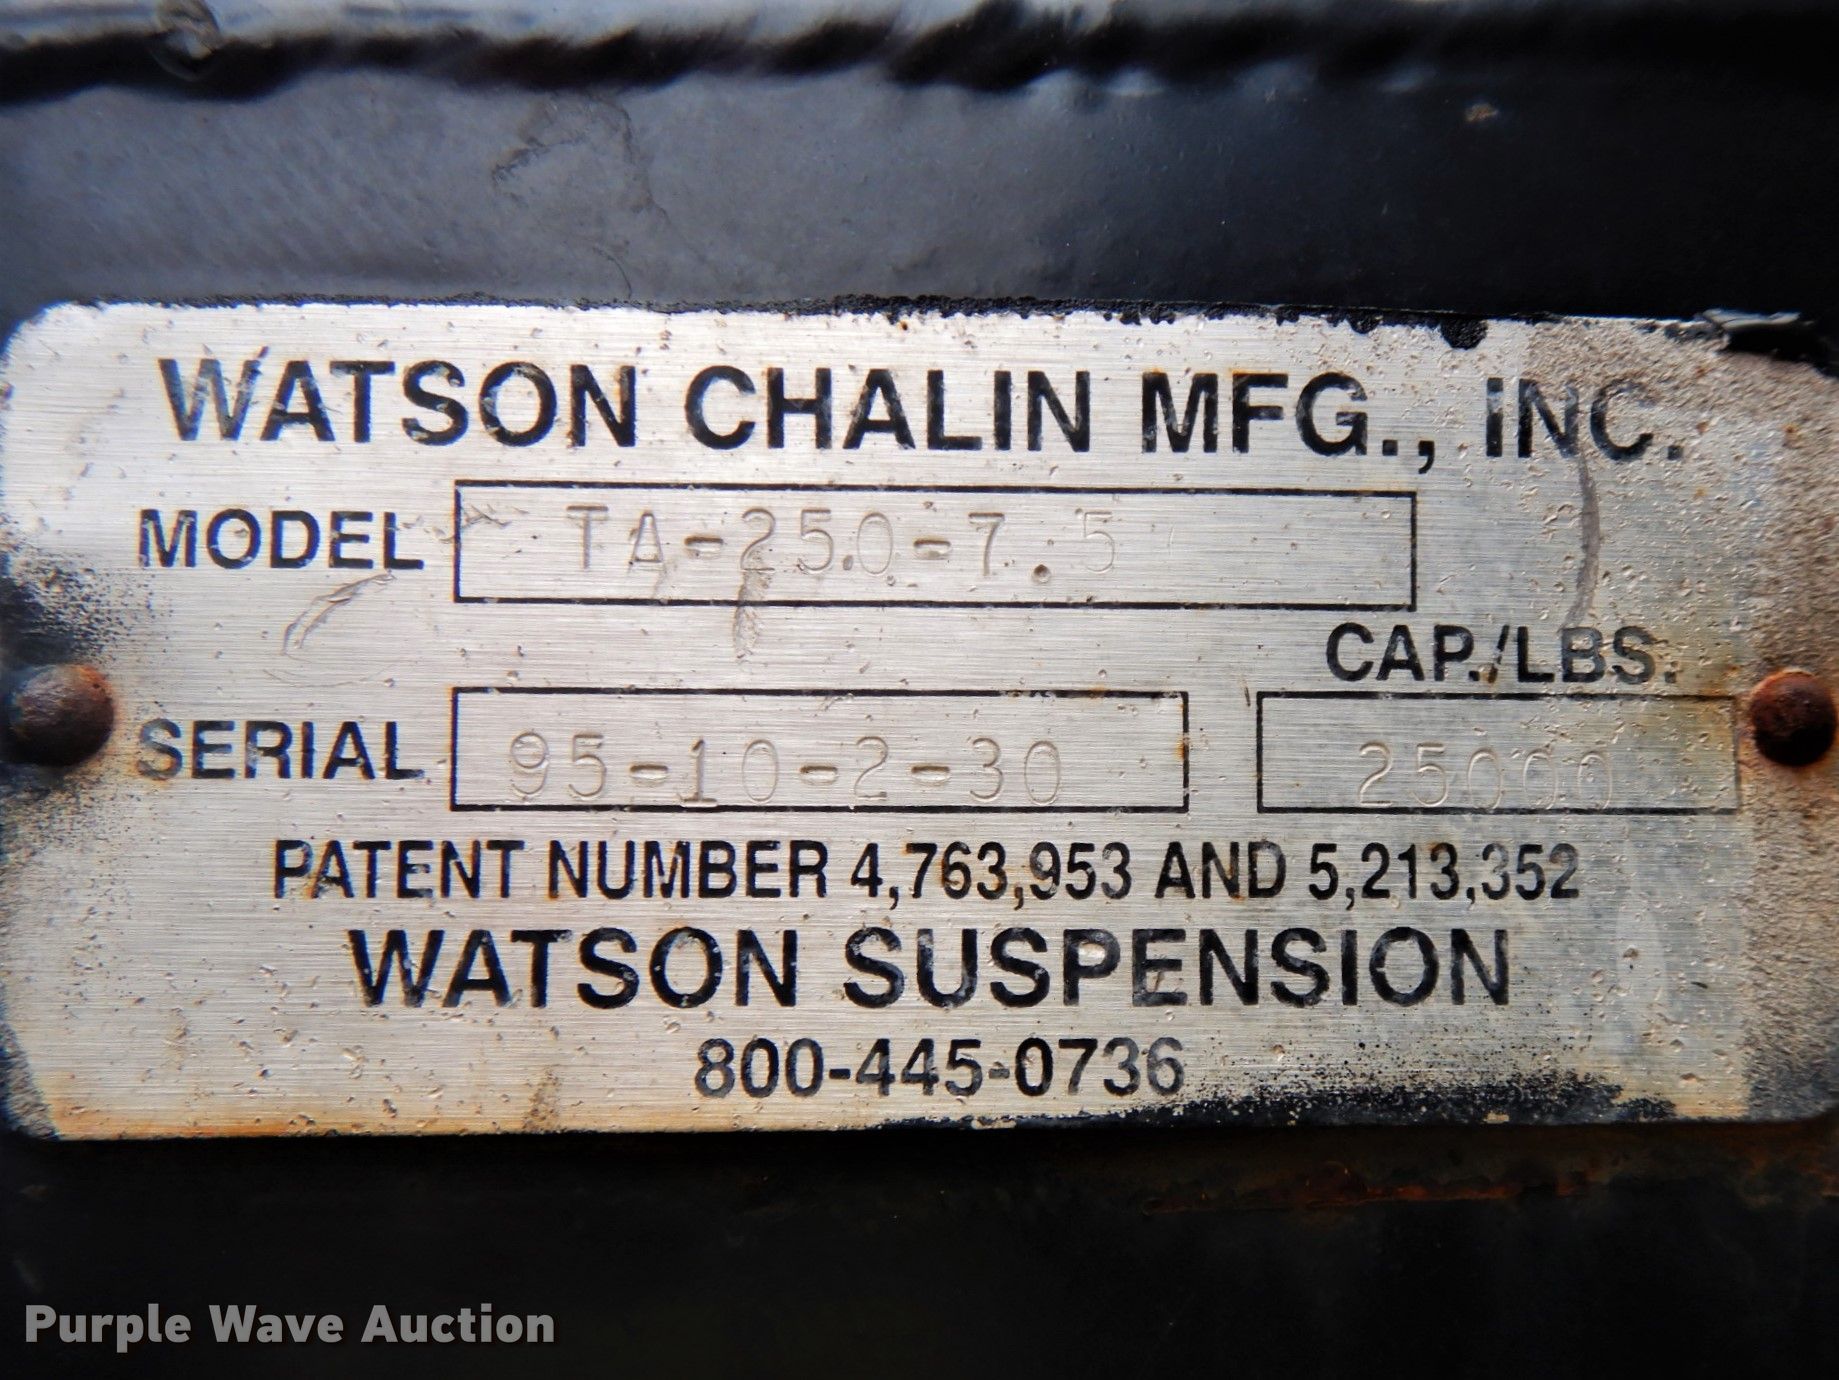 WATSON CHALIN MFG., INC.
MODEL TA-250-7.5
CAP./LBS.
SERIAL 95-10-2-30 25000
PATENT NUMBER 4,763,953 AND 5,213,352
WATSON SUSPENSION
800-445-0736
Purple Wave Auction